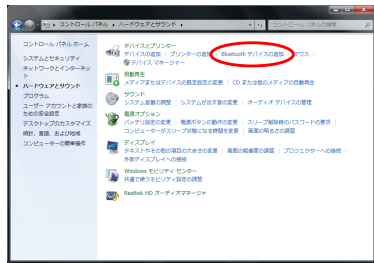 コントロール パネル ▸ ハードウェアとサウンド ▸
コントロール パネルの検索
コントロール パネル ホーム
システムとセキュリティ
ネットワークとインターネット
ハードウェアとサウンド
プログラム
ユーザー アカウントと家族のための安全設定
デスクトップのカスタマイズ
時計、言語、および地域
コンピューターの簡単操作
デバイスとプリンター
デバイスの追加 | プリンターの追加 | Bluetooth デバイスの追加 | マウス |
デバイス マネージャー
自動再生
メディアまたはデバイスの既定設定の変更 | CD または他のメディアの自動再生
サウンド
システム音量の調整 | システムが出す音の変更 | オーディオ デバイスの管理
電源オプション
バッテリ設定の変更 | 電源ボタンの動作の変更 | スリープ解除時のパスワードの要求 |
コンピューターがスリープ状態になる時間を変更 | 画面の明るさの調整
ディスプレイ
テキストやその他の項目の大きさの変更 | 画面の解像度の調整 | プロジェクターへの接続 |
外部ディスプレイへの接続
Windows モビリティ センター
共通で使うモビリティ設定の調整
Realtek HD オーディオマネージャ